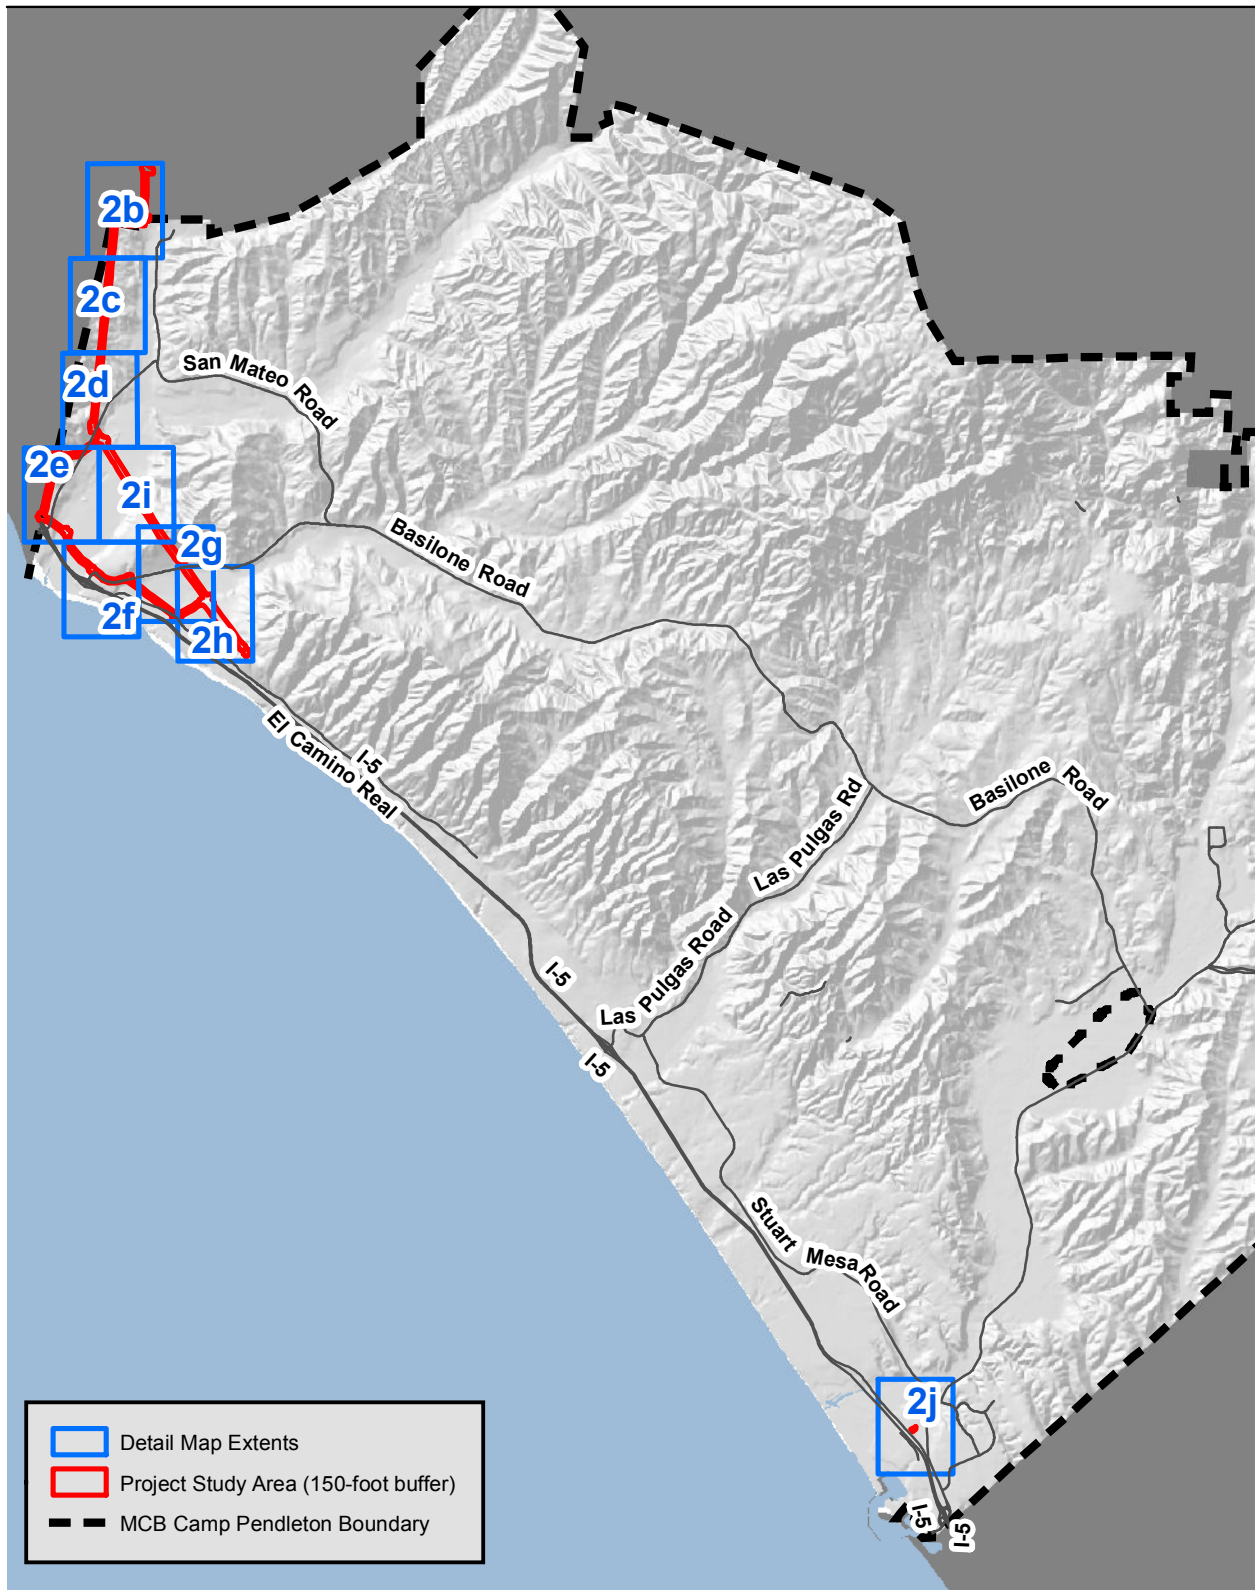 2b
2c
San Mateo Road
2d
2e
2i
2g
Basilone Road
2f
2h
El Camino Real
I-5
Basilone Road
Las Pulgas Rd
Las Pulgas Road
I-5
I-5
Stuart Mesa Road
2j
I-5
I-5
Detail Map Extents
Project Study Area (150-foot buffer)
MCB Camp Pendleton Boundary